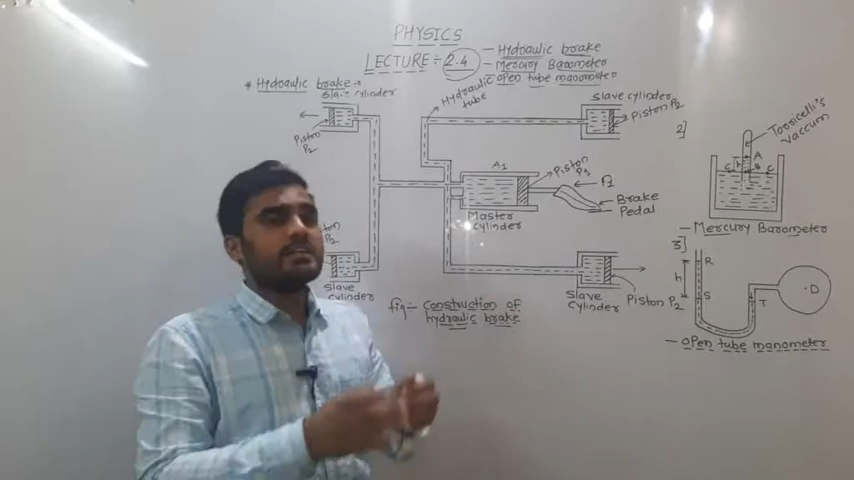 PHYSICS
LECTURE ÷ 2.4
- Hydraulic brake
- Mercury Barometer
- open tube manometer
* Hydraulic brake →
Slave cylinder
Piston P2
Hydraulic tube
Slave cylinder
Piston P2
A1
Piston
F1
Brake Pedal
Master cylinder
Piston P2
Slave cylinder
Slave cylinder
Piston P2
fig:- Construction of
hydraulic brake
2]
Torricelli's
vaccum
A
h
B
C
C
- Mercury Barometer
3]
R
h
S
T
.D
- open tube manometer